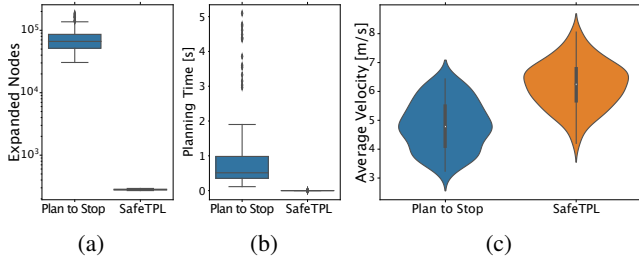 Expanded Nodes
10^5
10^4
10^3
Plan to Stop SafeTPL
(a)
Planning Time [s]
5
4
3
2
1
0
Plan to Stop SafeTPL
(b)
Average Velocity [m/s]
8
7
6
5
4
3
Plan to Stop SafeTPL
(c)